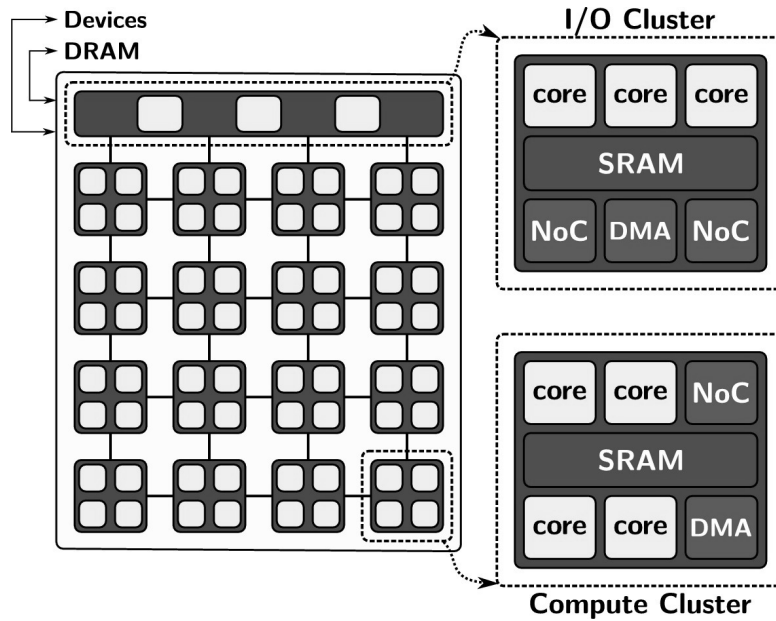 Devices
DRAM
I/O Cluster
core core core
SRAM
NoC DMA NoC
core core NoC
SRAM
core core DMA
Compute Cluster